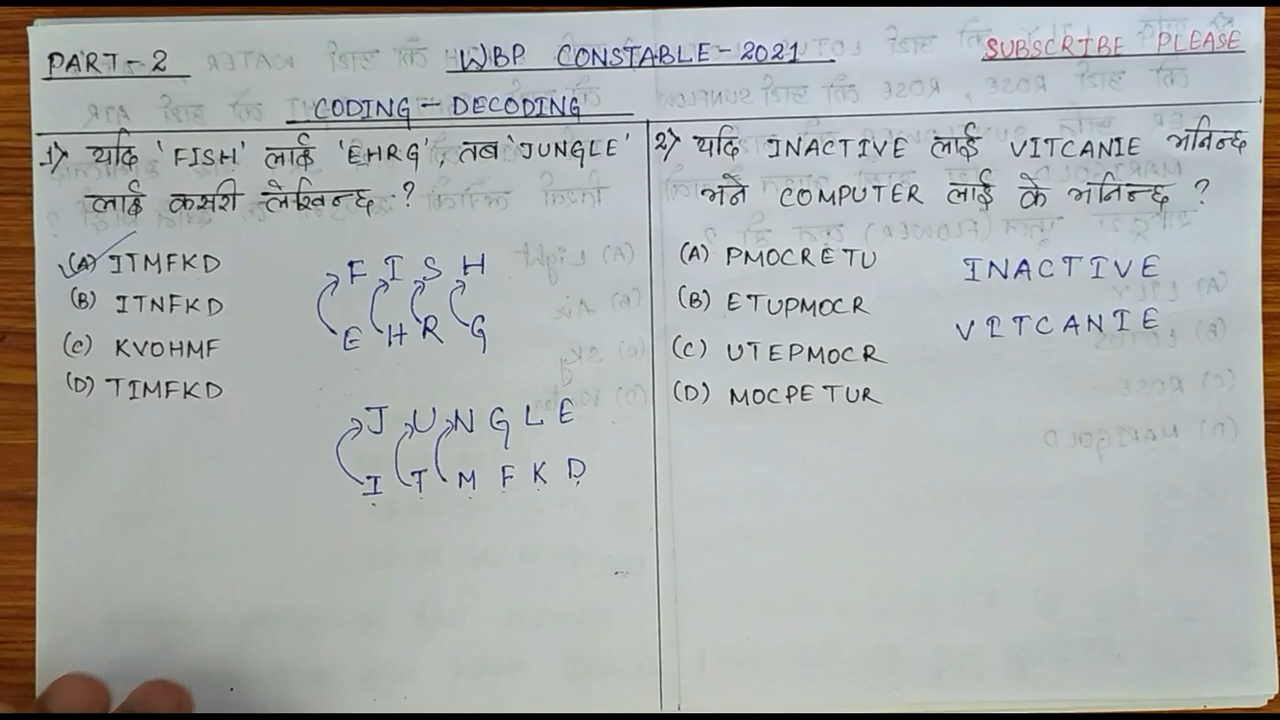 PART-2 WBP CONSTABLE-2021 SUBSCRIBE PLEASE
CODING-DECODING
1) यदि 'FISH' लाई 'EHRG', तब 'JUNGLE'
लाई कसरी लेखिन्छ ?
(A) ITMFKD
(B) ITNFKD
(C) KVOHMF
(D) TIMFKD
F I S H
E H R G
J U N G L E
I T M F K D
2) यदि INACTIVE लाई VITCANIE भनिन्छ
भने COMPUTER लाई के भनिन्छ ?
(A) PMOCRETU
(B) ETUPMOCR
(C) UTEPMOCR
(D) MOCPETUR
INACTIVE
VITCANIE